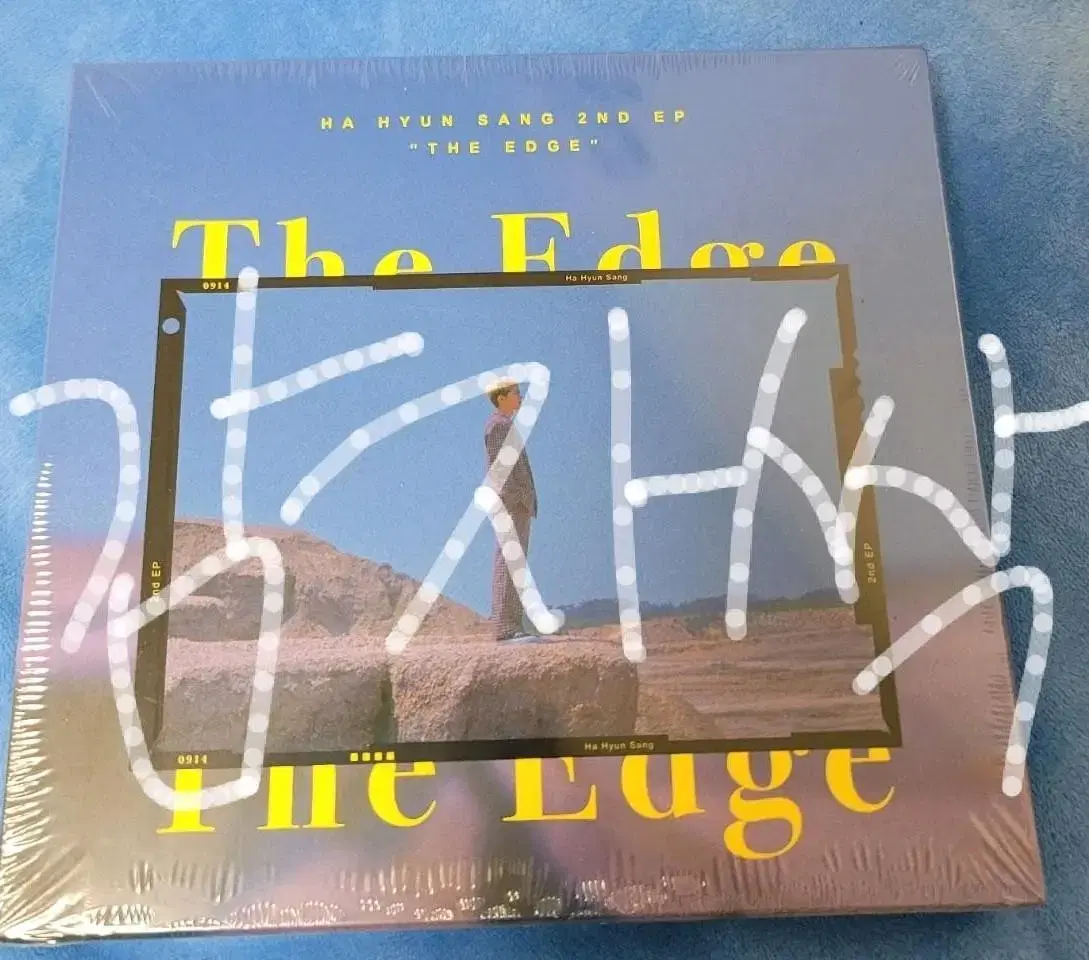 HA HYUN SANG 2ND EP
"THE EDGE"
The Edge
0914 Ha Hyun Sang
2nd EP
2nd EP
0914 Ha Hyun Sang
The Edge